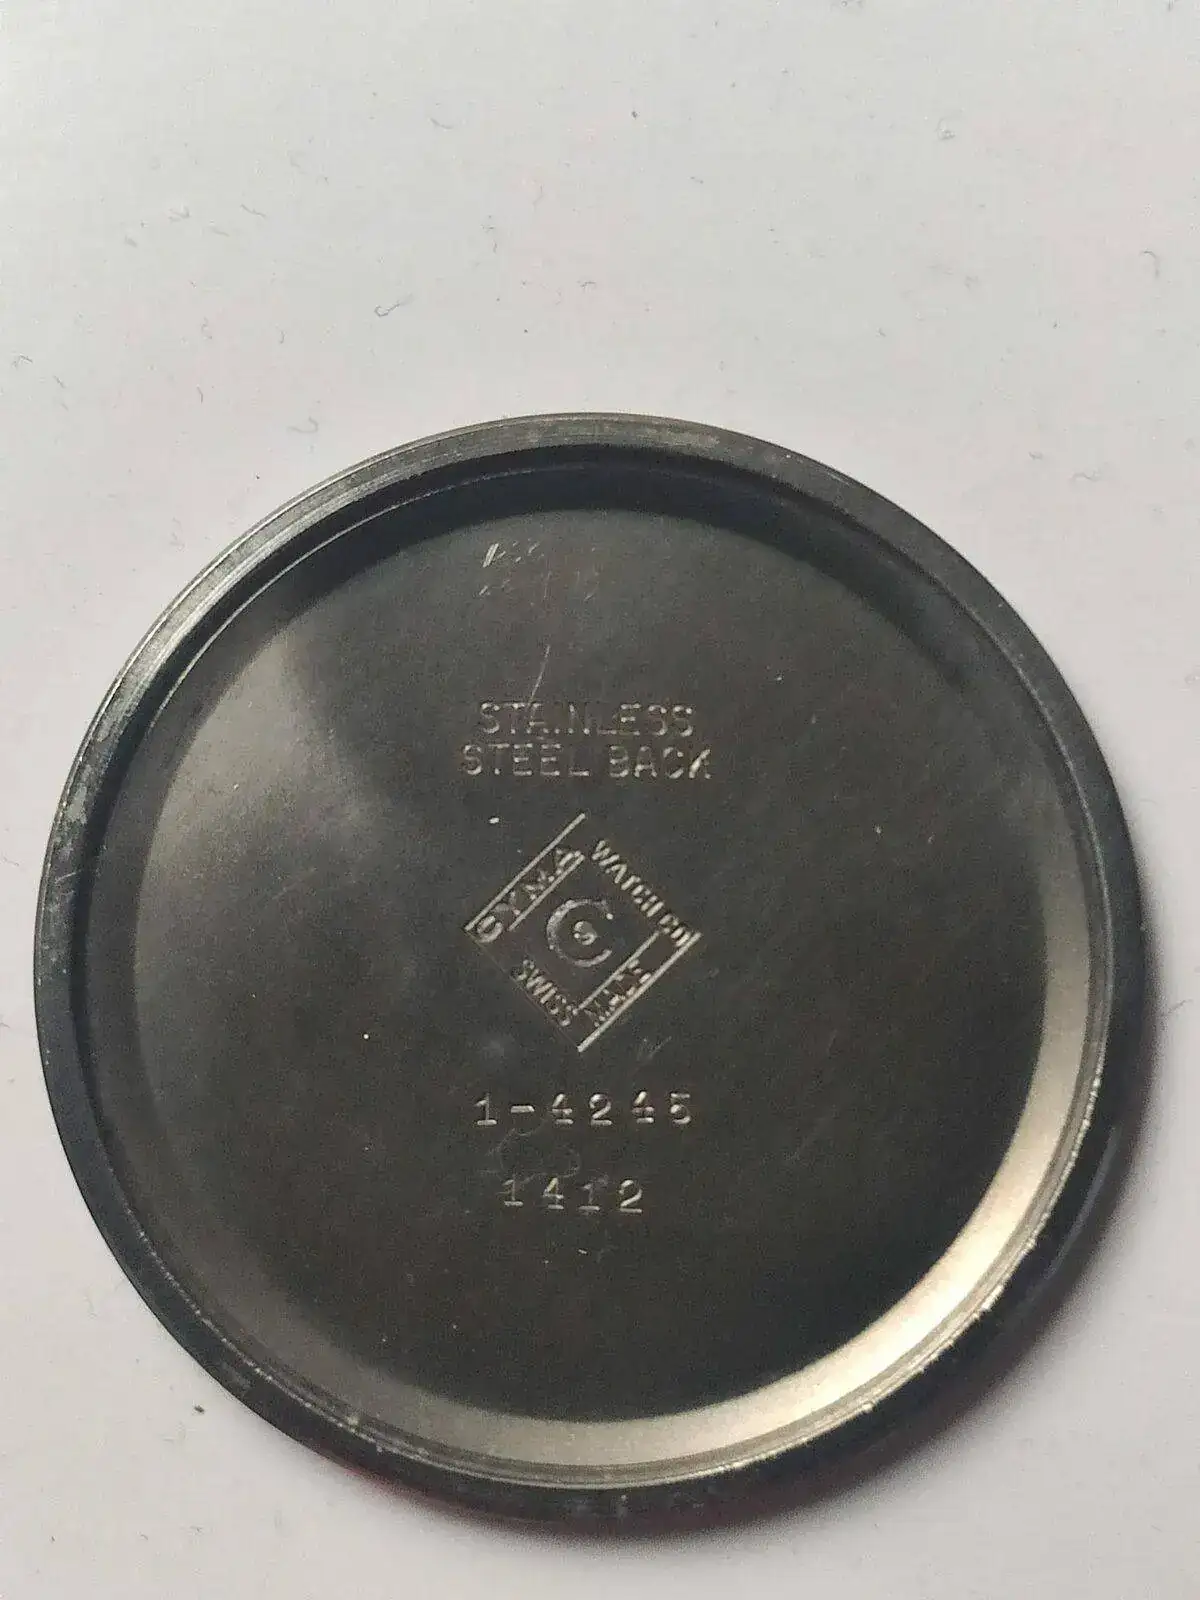 STAINLESS
STEEL BACK
CYMA
WATCH CO
C
S
SWISS
MADE
1-4245
1412